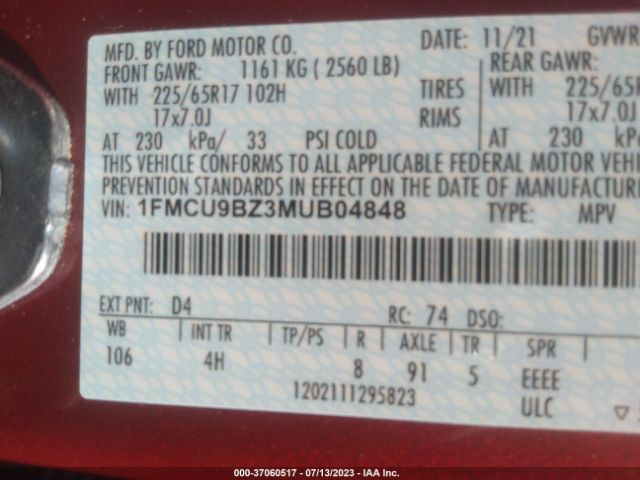 MFD. BY FORD MOTOR CO. DATE: 11/21 GVWR
FRONT GAWR: 1161 KG ( 2560 LB) REAR GAWR:
WITH 225/65R17 102H TIRES WITH 225/65R
17x7.0J RIMS 17x7.0J
AT 230 kPa/ 33 PSI COLD AT 230 kPa
THIS VEHICLE CONFORMS TO ALL APPLICABLE FEDERAL MOTOR VEHIC
PREVENTION STANDARDS IN EFFECT ON THE DATE OF MANUFACTURE
VIN: 1FMCU9BZ3MUB04848 TYPE: MPV
EXT PNT: D4 RC: 74 DSO:
WB INT TR TP/PS R AXLE TR SPR
106 4H 8 91 5 EEEE
1202111295823 ULC
000-37060517 - 07/13/2023 - IAA Inc.